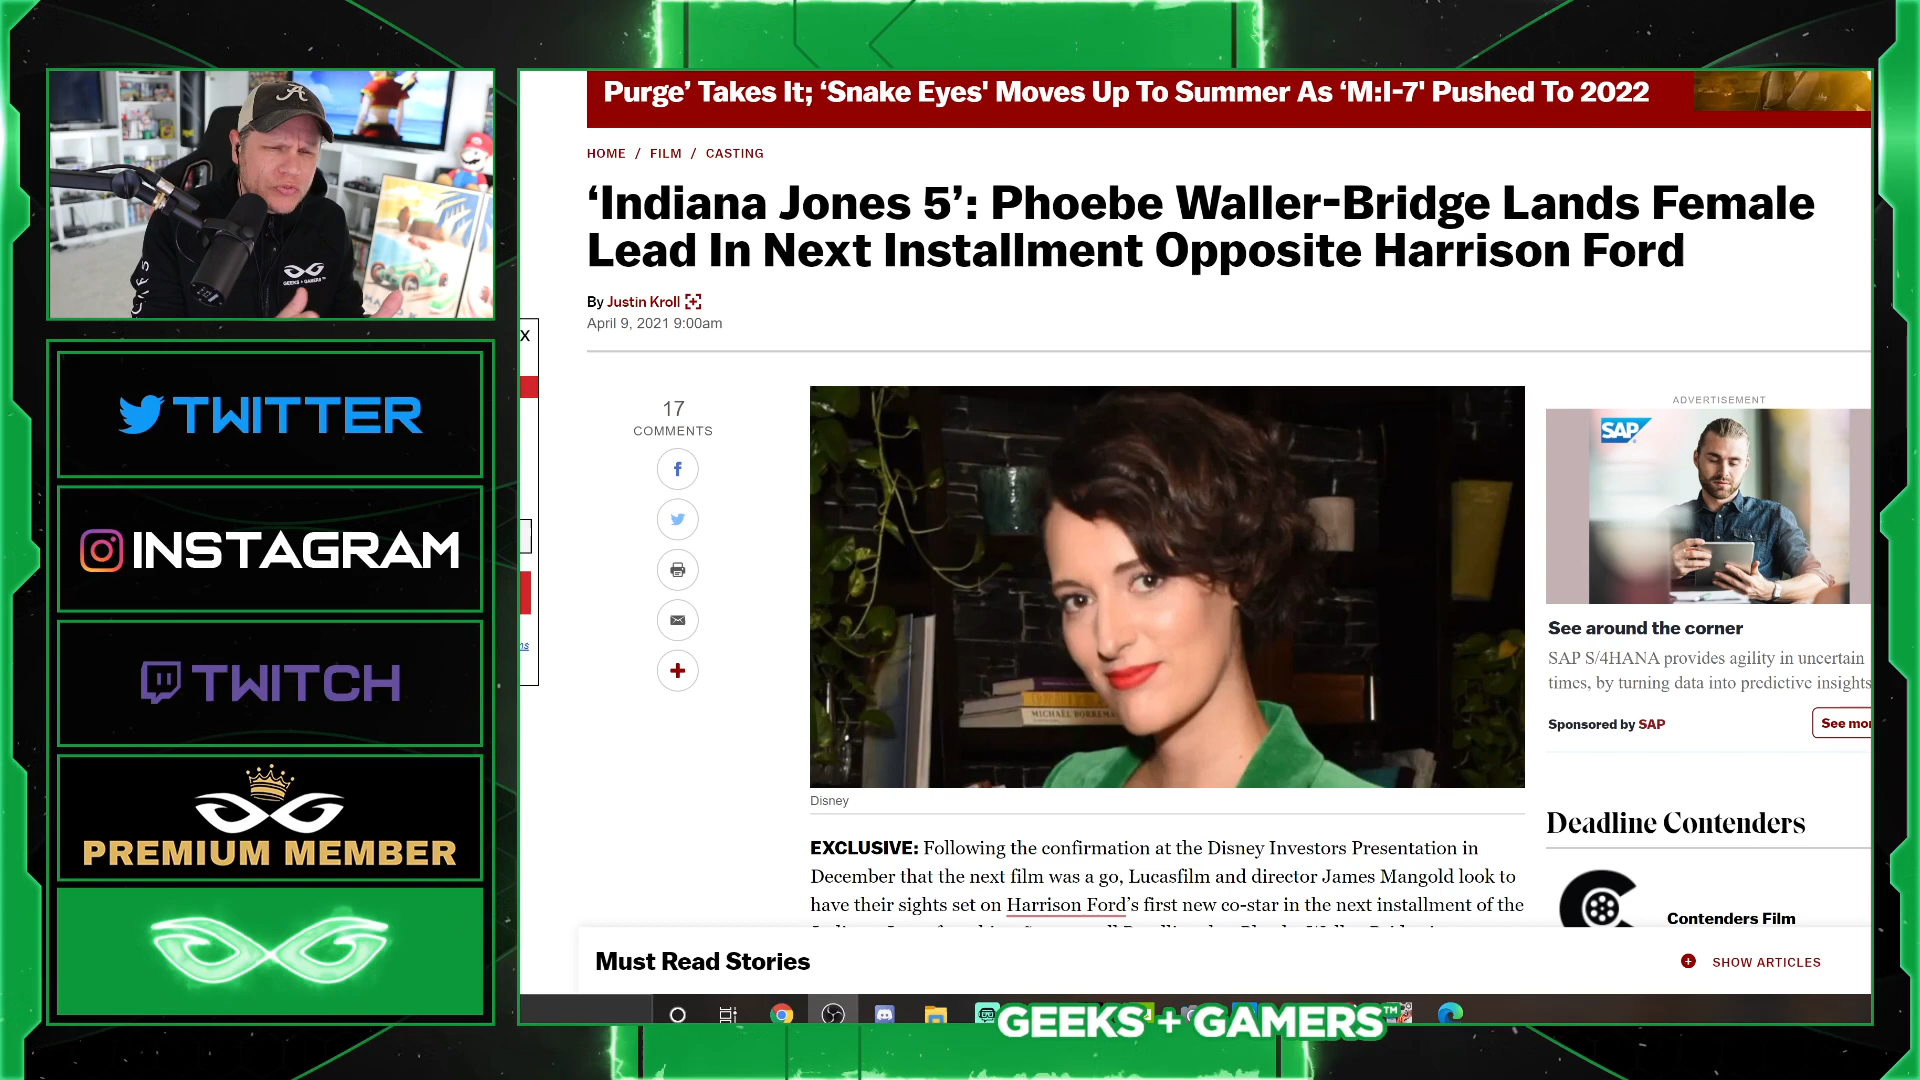 Purge’ Takes It; ‘Snake Eyes' Moves Up To Summer As ‘M:I-7' Pushed To 2022
HOME / FILM / CASTING
‘Indiana Jones 5’: Phoebe Waller-Bridge Lands Female
Lead In Next Installment Opposite Harrison Ford
By Justin Kroll
April 9, 2021 9:00am
X
17
COMMENTS
ADVERTISEMENT
SAP
See around the corner
SAP S/4HANA provides agility in uncertain
times, by turning data into predictive insights
Sponsored by SAP
See mo
Disney
EXCLUSIVE: Following the confirmation at the Disney Investors Presentation in
December that the next film was a go, Lucasfilm and director James Mangold look to
have their sights set on Harrison Ford’s first new co-star in the next installment of the
Deadline Contenders
Contenders Film
Must Read Stories
SHOW ARTICLES
TWITTER
INSTAGRAM
TWITCH
PREMIUM MEMBER
GEEKS + GAMERS™
A
GEEKS + GAMERS